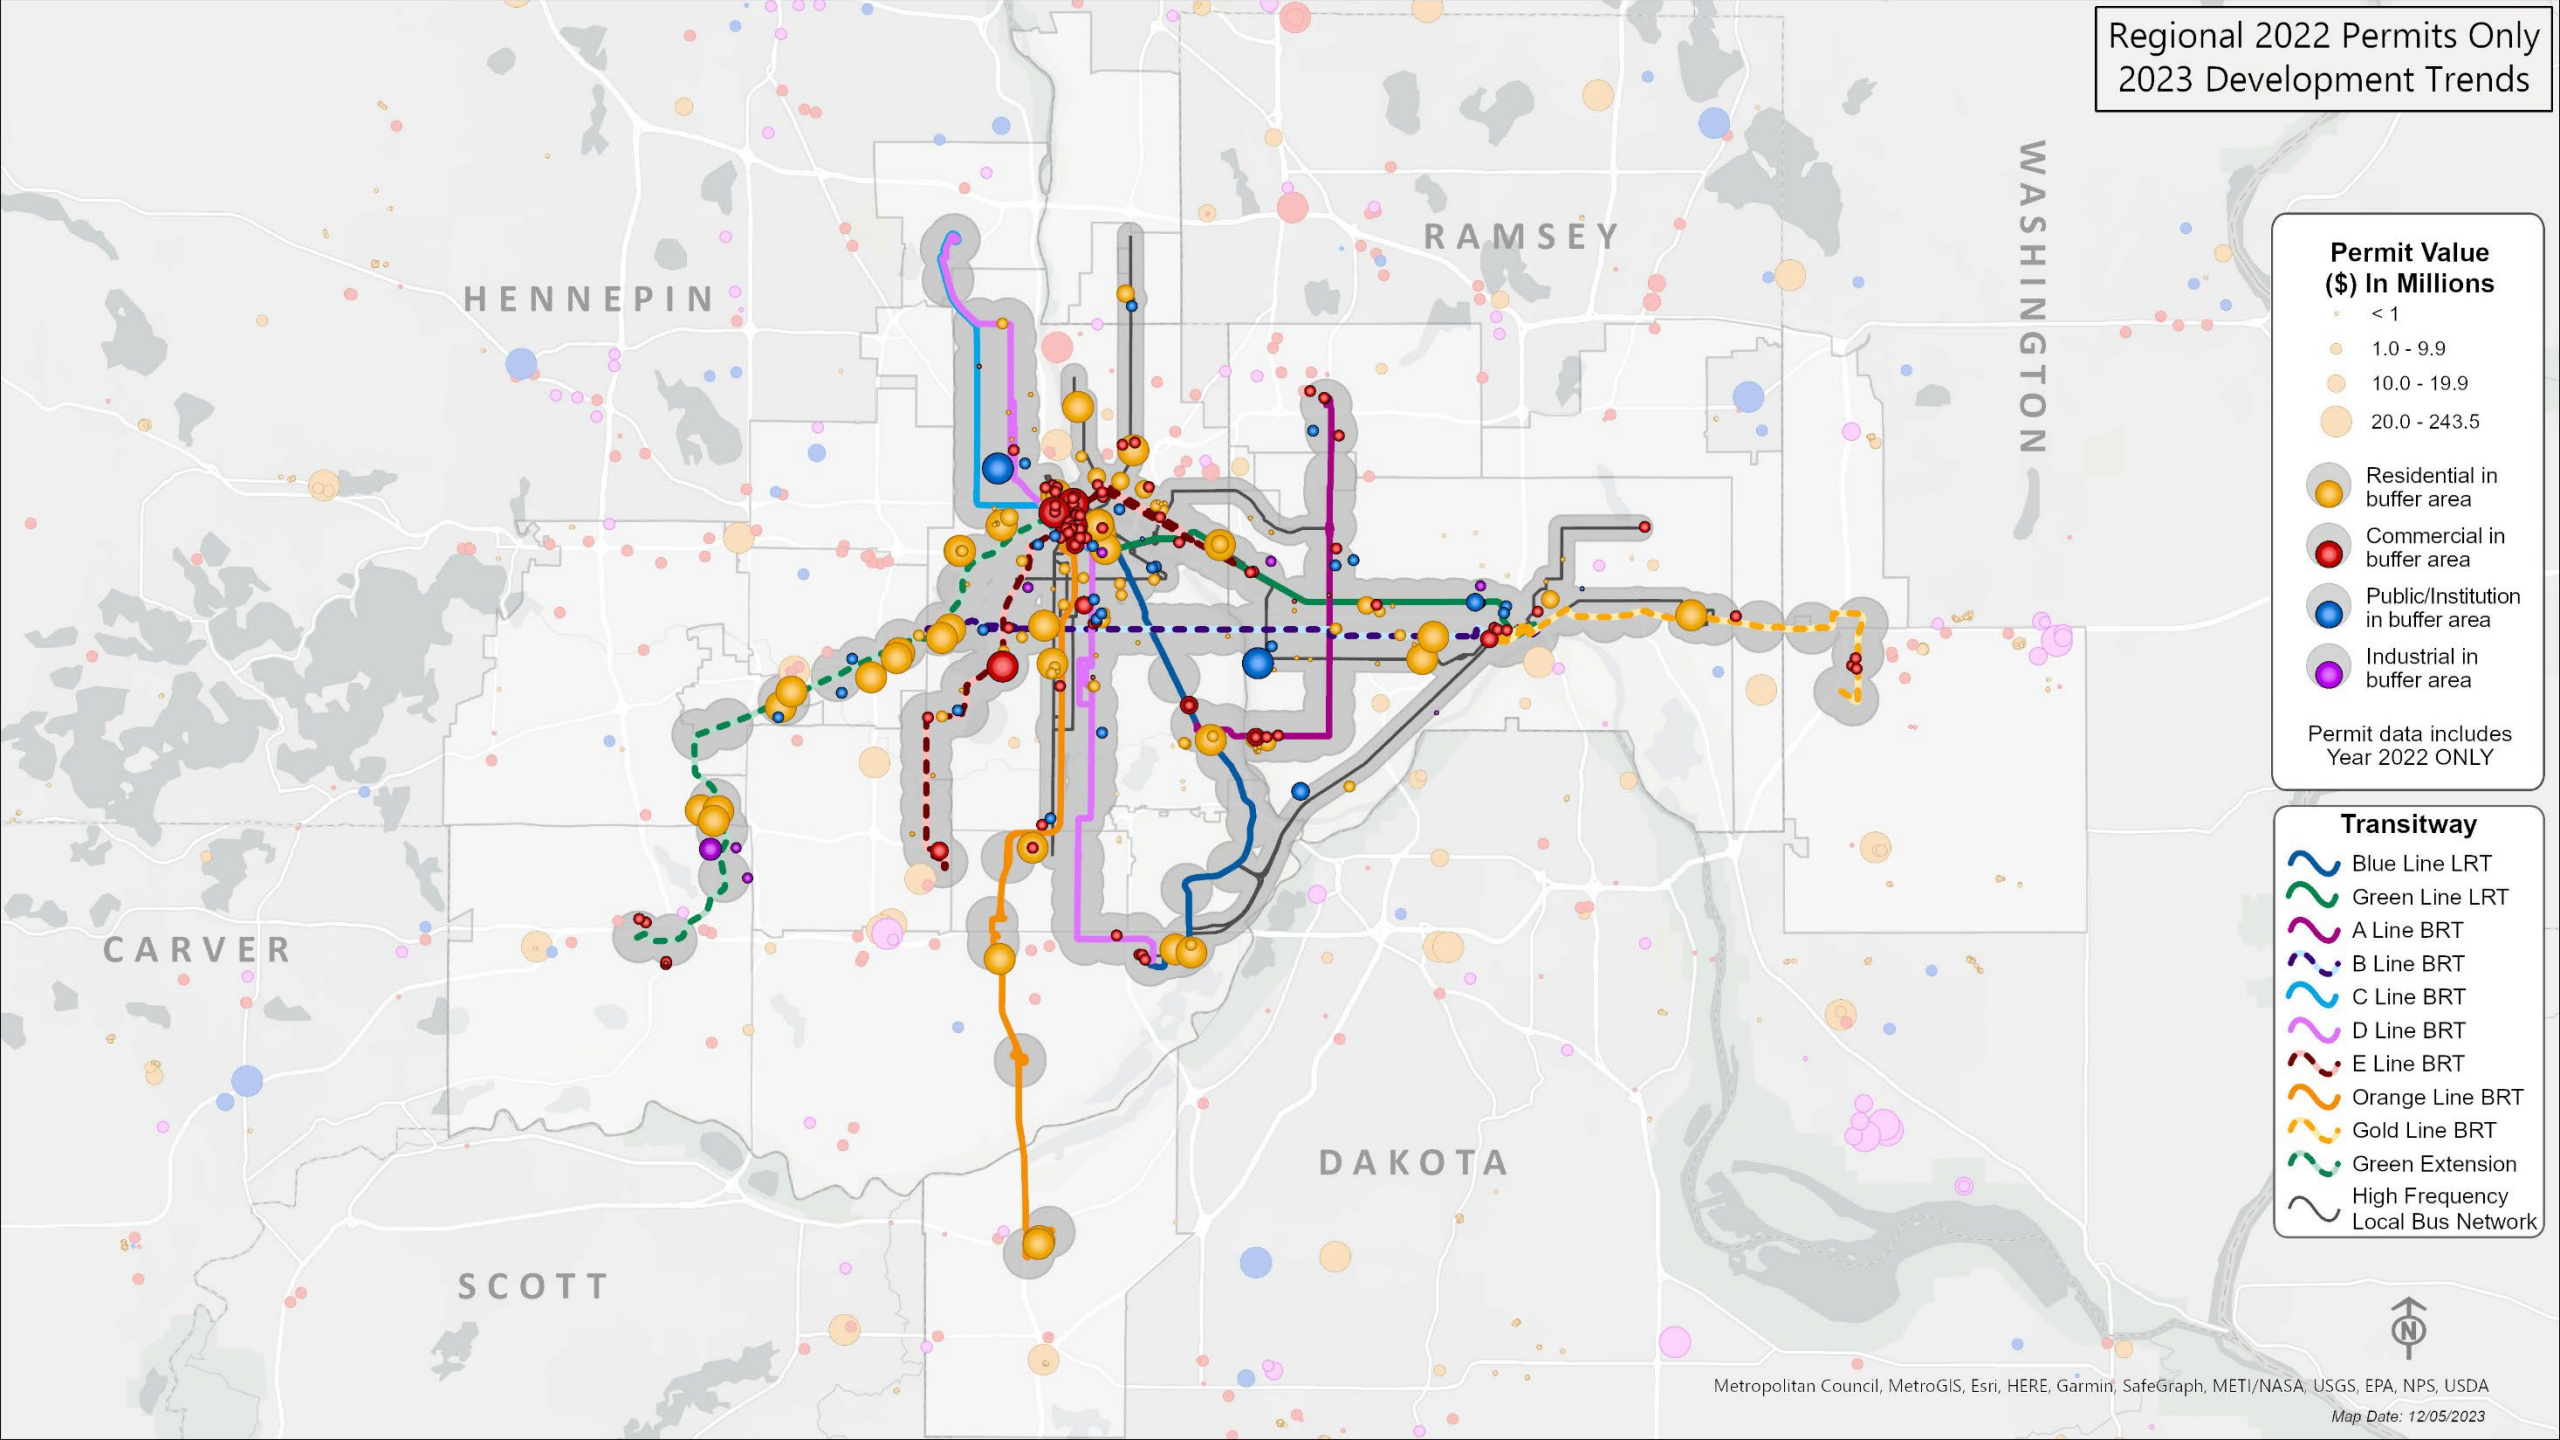 Regional 2022 Permits Only
2023 Development Trends
HENNEPIN
RAMSEY
WASHINGTON
CARVER
SCOTT
DAKOTA
Permit Value
($) In Millions
< 1
1.0 - 9.9
10.0 - 19.9
20.0 - 243.5
Residential in
buffer area
Commercial in
buffer area
Public/Institution
in buffer area
Industrial in
buffer area
Permit data includes
Year 2022 ONLY
Transitway
Blue Line LRT
Green Line LRT
A Line BRT
B Line BRT
C Line BRT
D Line BRT
E Line BRT
Orange Line BRT
Gold Line BRT
Green Extension
High Frequency
Local Bus Network
N
Metropolitan Council, MetroGIS, Esri, HERE, Garmin, SafeGraph, METI/NASA, USGS, EPA, NPS, USDA
Map Date: 12/05/2023